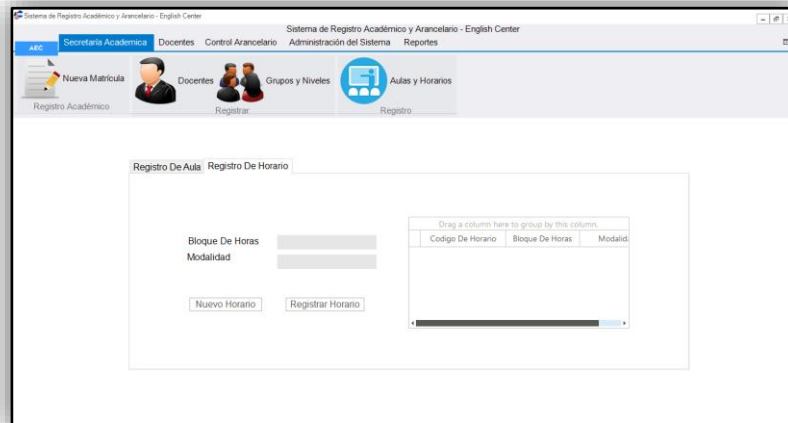 Sistema de Registro Académico y Arancelario - English Center
Sistema de Registro Académico y Arancelario - English Center
AEC
Secretaría Academica Docentes Control Arancelario Administración del Sistema Reportes
Nueva Matrícula Docentes Grupos y Niveles Aulas y Horarios
Registro Académico Registrar Registro
Registro De Aula Registro De Horario
Drag a column here to group by this column.
Codigo De Horario Bloque De Horas Modalid
Bloque De Horas
Modalidad
Nuevo Horario Registrar Horario